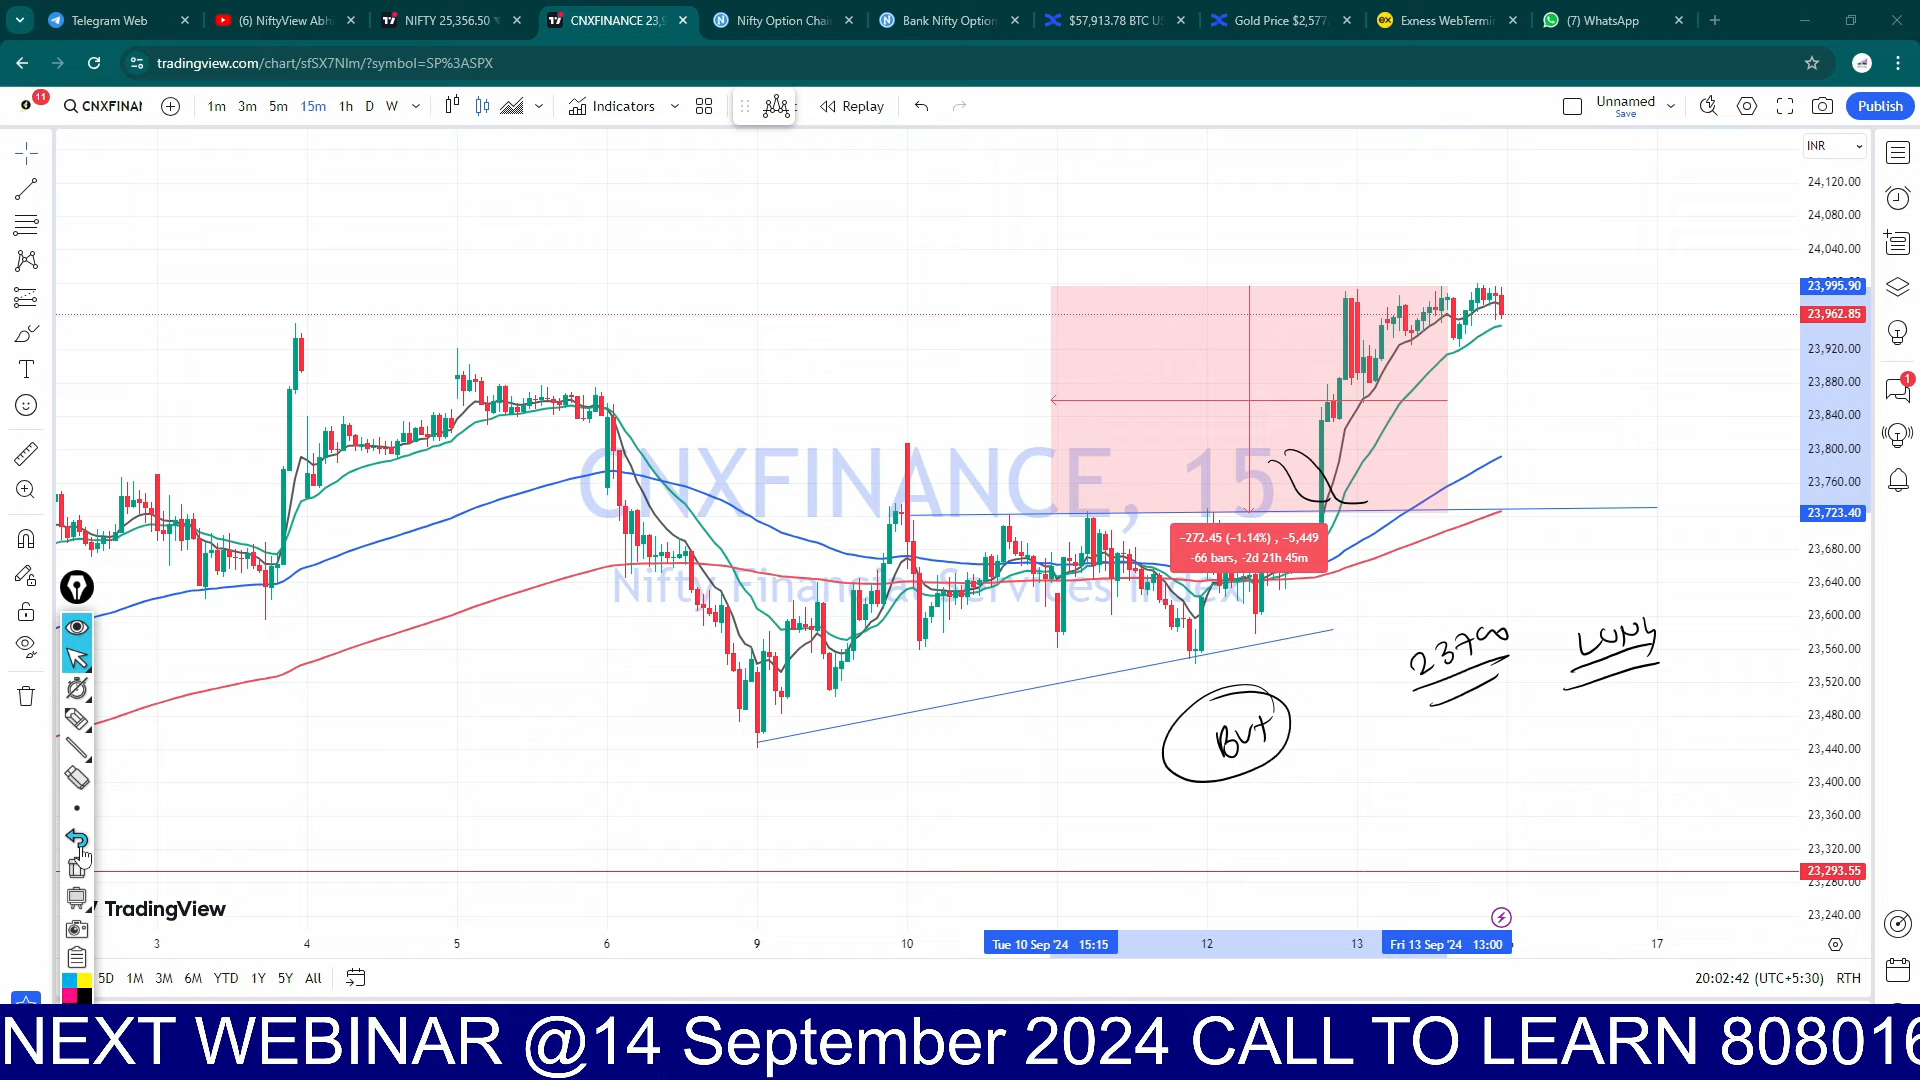 Telegram Web
(6) NiftyView Abhi
NIFTY 25,356.50
CNXFINANCE 23,9
Nifty Option Chai
Bank Nifty Option
$57,913.78 BTC U
Gold Price $2,577.
Exness WebTermi
(7) WhatsApp
tradingview.com/chart/sfSX7NIm/?symbol=SP%3ASPX
11
CNXFINAN
1m 3m 5m 15m 1h D W
Indicators
Replay
Unnamed
Save
Publish
INR
24,120.00
24,080.00
24,040.00
23,995.90
23,962.85
23,920.00
23,880.00
23,840.00
23,800.00
23,760.00
23,723.40
23,680.00
23,640.00
23,600.00
23,560.00
23,520.00
23,480.00
23,440.00
23,400.00
23,360.00
23,320.00
23,293.55
23,280.00
23,240.00
1
CNXFINANCE, 15
Nifty Financial Services Index
−272.45 (−1.14%) , −5,449
-66 bars, -2d 21h 45m
But
TradingView
3 4 5 6 9 10 Tue 10 Sep '24 15:15 12 13 Fri 13 Sep '24 13:00 17
5D 1M 3M 6M YTD 1Y 5Y All
20:02:42 (UTC+5:30) RTH
NEXT WEBINAR @14 September 2024 CALL TO LEARN 808016